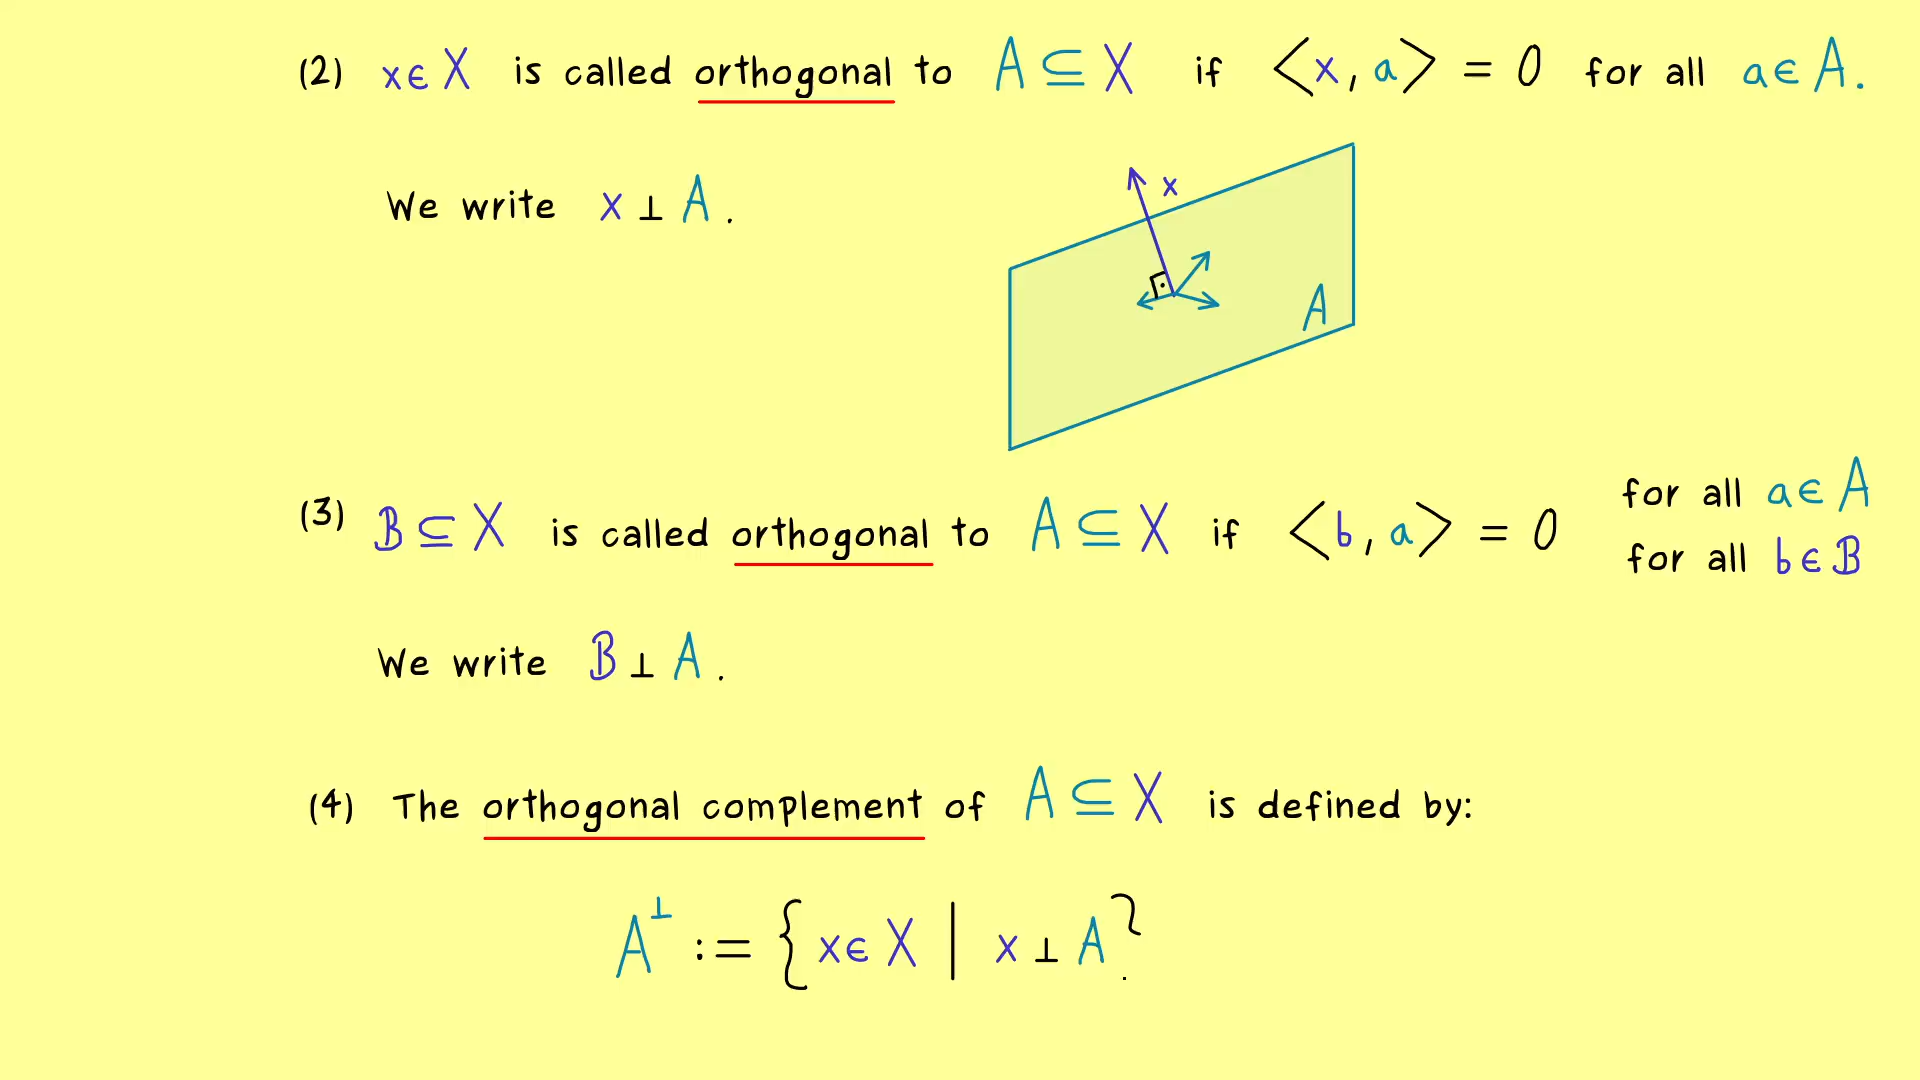 (2) x∈X is called orthogonal to A⊆X if <x, a> = 0 for all a∈A.
We write x⊥A.
x
A
(3) B⊆X is called orthogonal to A⊆X if <b, a> = 0 for all a∈A
for all b∈B
We write B⊥A.
(4) The orthogonal complement of A⊆X is defined by:
A^⊥ := {x∈X | x⊥A}